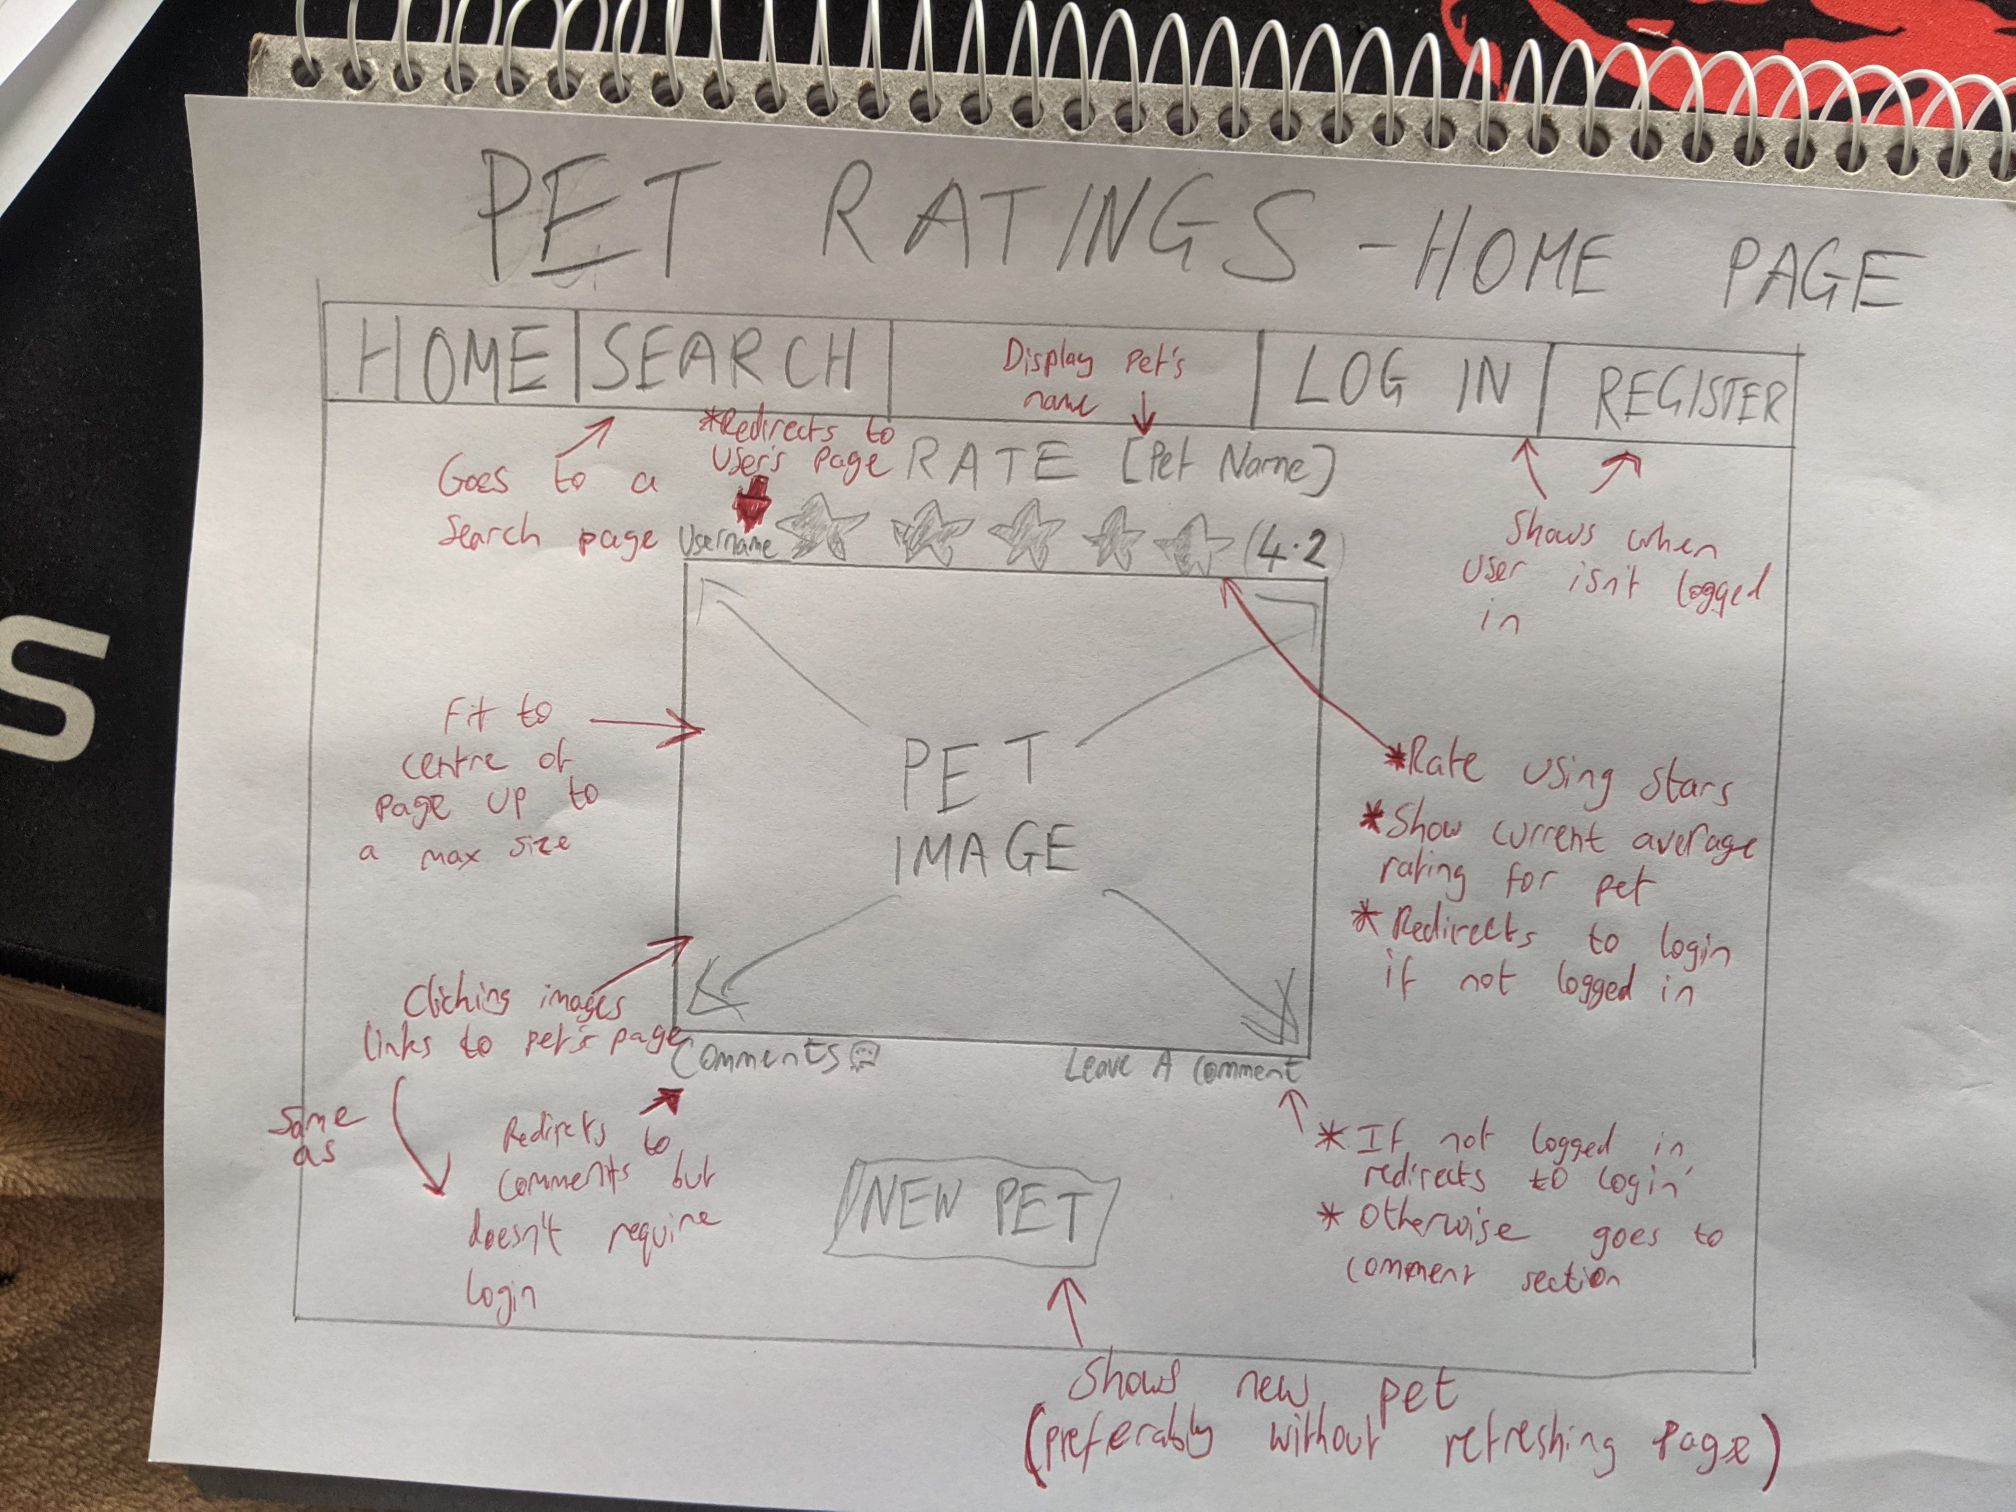 PET RATINGS - HOME PAGE
HOME
SEARCH
Display Pet's
name
LOG IN
REGISTER
*Redirects to
User's Page
RATE [Pet Name]
Goes to a
Search page
Username
(4.2)
Shows when
User isn't logged
in
Fit to
centre of
page up to
a max size
PET
IMAGE
*Rate using stars
*Show current average
rating for pet
*Redirects to login
if not logged in
Clicking images
links to pet's page
Comments
Leave A Comment
Same
as
Redirects to
comments but
doesn't require
login
* If not logged in
redirects to login
* Otherwise goes to
comment section
NEW PET
Shows new pet
(preferably without refreshing page)
S